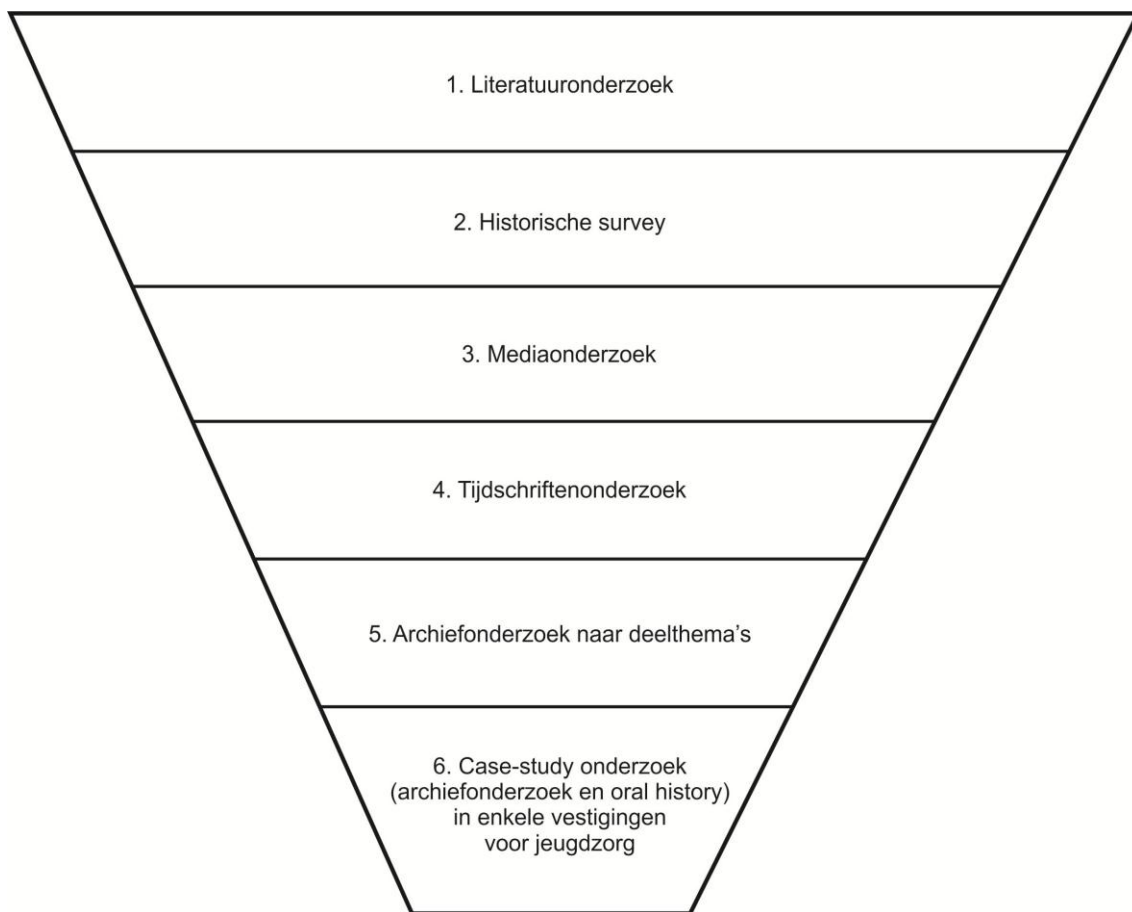 1. Literatuuronderzoek
2. Historische survey
3. Mediaonderzoek
4. Tijdschriftenonderzoek
5. Archiefonderzoek naar deelthema’s
6. Case-study onderzoek
(archiefonderzoek en oral history)
in enkele vestigingen
voor jeugdzorg